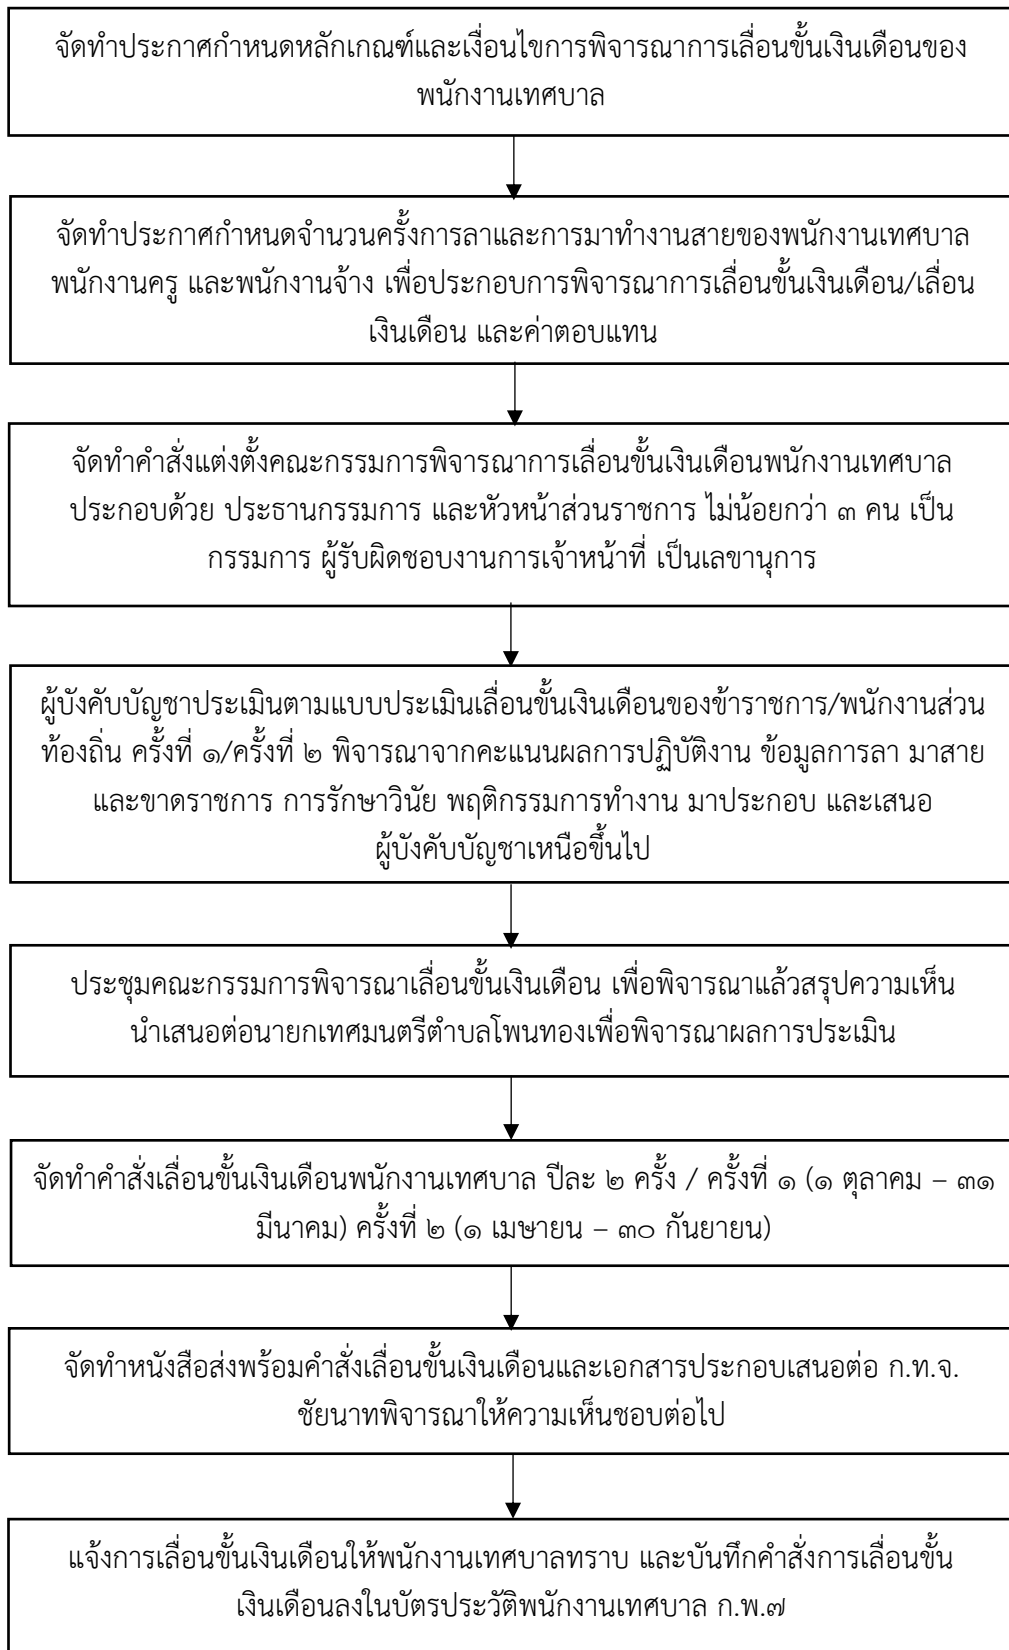 จัดทำประกาศกำหนดหลักเกณฑ์และเงื่อนไขการพิจารณาการเลื่อนขั้นเงินเดือนของ
พนักงานเทศบาล
จัดทำประกาศกำหนดจำนวนครั้งการลาและการมาทำงานสายของพนักงานเทศบาล
พนักงานครู และพนักงานจ้าง เพื่อประกอบการพิจารณาการเลื่อนขั้นเงินเดือน/เลื่อน
เงินเดือน และค่าตอบแทน
จัดทำคำสั่งแต่งตั้งคณะกรรมการพิจารณาการเลื่อนขั้นเงินเดือนพนักงานเทศบาล
ประกอบด้วย ประธานกรรมการ และหัวหน้าส่วนราชการ ไม่น้อยกว่า ๓ คน เป็น
กรรมการ ผู้รับผิดชอบงานการเจ้าหน้าที่ เป็นเลขานุการ
ผู้บังคับบัญชาประเมินตามแบบประเมินเลื่อนขั้นเงินเดือนของข้าราชการ/พนักงานส่วน
ท้องถิ่น ครั้งที่ ๑/ครั้งที่ ๒ พิจารณาจากคะแนนผลการปฏิบัติงาน ข้อมูลการลา มาสาย
และขาดราชการ การรักษาวินัย พฤติกรรมการทำงาน มาประกอบ และเสนอ
ผู้บังคับบัญชาเหนือขึ้นไป
ประชุมคณะกรรมการพิจารณาเลื่อนขั้นเงินเดือน เพื่อพิจารณาแล้วสรุปความเห็น
นำเสนอต่อนายกเทศมนตรีตำบลโพนทองเพื่อพิจารณาผลการประเมิน
จัดทำคำสั่งเลื่อนขั้นเงินเดือนพนักงานเทศบาล ปีละ ๒ ครั้ง / ครั้งที่ ๑ (๑ ตุลาคม – ๓๑
มีนาคม) ครั้งที่ ๒ (๑ เมษายน – ๓๐ กันยายน)
จัดทำหนังสือส่งพร้อมคำสั่งเลื่อนขั้นเงินเดือนและเอกสารประกอบเสนอต่อ ก.ท.จ.
ชัยนาทพิจารณาให้ความเห็นชอบต่อไป
แจ้งการเลื่อนขั้นเงินเดือนให้พนักงานเทศบาลทราบ และบันทึกคำสั่งการเลื่อนขั้น
เงินเดือนลงในบัตรประวัติพนักงานเทศบาล ก.พ.๗